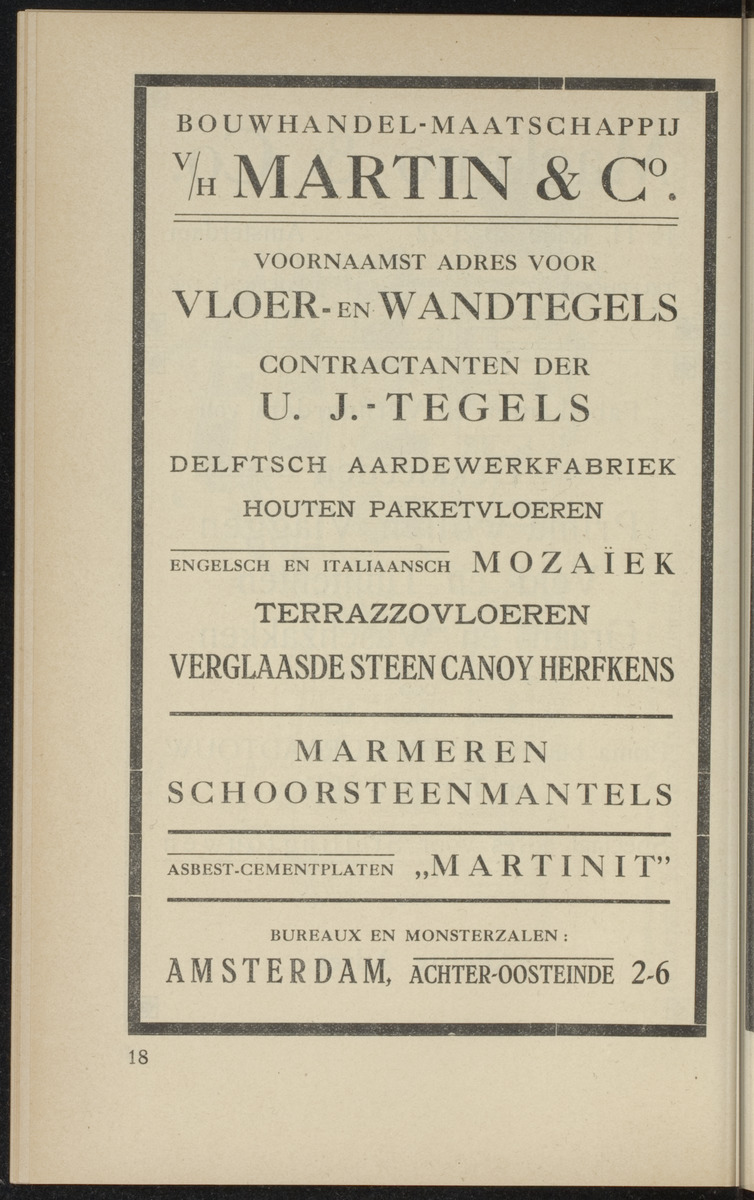 BOUWHANDEL-MAATSCHAPPIJ
V/H MARTIN & Cº.
VOORNAAMST ADRES VOOR
VLOER- EN WANDTEGELS
CONTRACTANTEN DER
U. J.-TEGELS
DELFTSCH AARDEWERKFABRIEK
HOUTEN PARKETVLOEREN
ENGELSCH EN ITALIAANSCH MOZAÏEK
TERRAZZOVLOEREN
VERGLAASDE STEEN CANOY HERFKENS
MARMEREN
SCHOORSTEENMANTELS
ASBEST-CEMENTPLATEN „MARTINIT”
BUREAUX EN MONSTERZALEN:
AMSTERDAM, ACHTER-OOSTEINDE 2-6
18